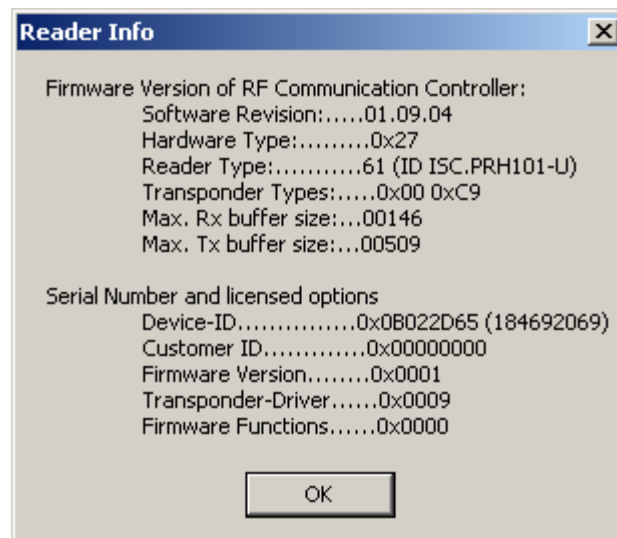 Reader Info
Firmware Version of RF Communication Controller:
Software Revision:.....01.09.04
Hardware Type:.........0x27
Reader Type:...........61 (ID ISC.PRH101-U)
Transponder Types:.....0x00 0xC9
Max. Rx buffer size:...00146
Max. Tx buffer size:...00509
Serial Number and licensed options
Device-ID...............0x0B022D65 (184692069)
Customer ID.............0x00000000
Firmware Version........0x0001
Transponder-Driver......0x0009
Firmware Functions......0x0000
OK